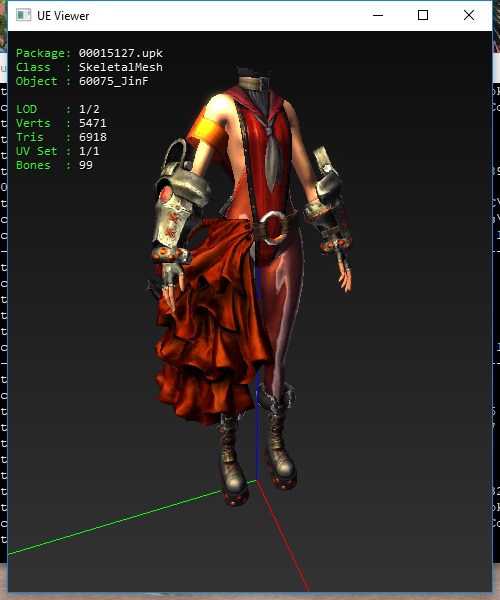 UE Viewer
Package: 00015127.upk
Class : SkeletalMesh
Object : 60075_JinF
LOD : 1/2
Verts : 5471
Tris : 6918
UV Set : 1/1
Bones : 99